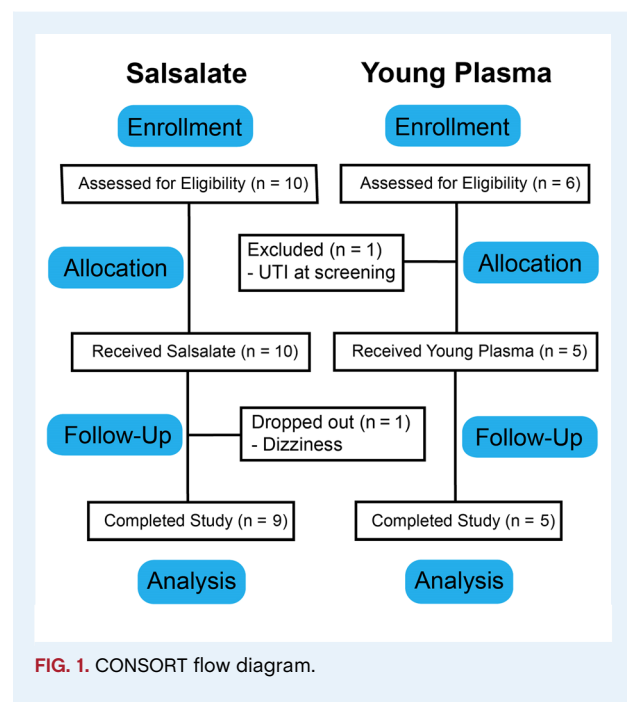 Salsalate
Enrollment
Assessed for Eligibility (n = 10)
Allocation
Received Salsalate (n = 10)
Follow-Up
Dropped out (n = 1)
- Dizziness
Completed Study (n = 9)
Analysis
Young Plasma
Enrollment
Assessed for Eligibility (n = 6)
Excluded (n = 1)
- UTI at screening
Allocation
Received Young Plasma (n = 5)
Follow-Up
Completed Study (n = 5)
Analysis
FIG. 1. CONSORT flow diagram.